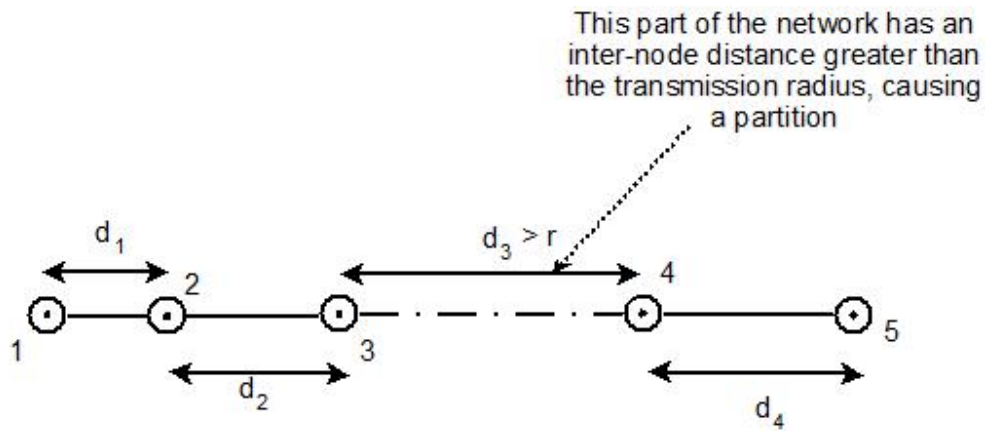 This part of the network has an
inter-node distance greater than
the transmission radius, causing
a partition
d1
d3 > r
2
4
1
3
5
d2
d4